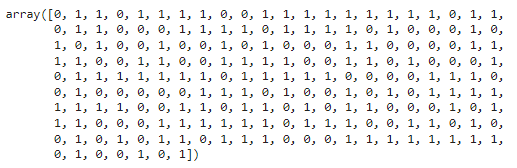 array([0, 1, 1, 0, 1, 1, 1, 1, 0, 0, 1, 1, 1, 1, 1, 1, 1, 1, 1, 0, 1, 1,
0, 1, 1, 0, 0, 0, 1, 1, 1, 1, 0, 1, 1, 1, 1, 0, 1, 0, 0, 0, 1, 0,
1, 0, 1, 0, 0, 1, 0, 0, 1, 0, 1, 0, 0, 0, 1, 1, 0, 0, 0, 0, 1, 1,
1, 1, 0, 0, 1, 1, 0, 0, 1, 1, 1, 1, 1, 0, 1, 1, 0, 1, 0, 0, 0, 1,
0, 1, 1, 1, 1, 1, 1, 1, 0, 1, 1, 1, 1, 1, 1, 0, 0, 0, 0, 1, 1, 1, 0,
0, 1, 0, 0, 0, 0, 0, 1, 1, 1, 0, 1, 0, 0, 1, 0, 1, 0, 1, 1, 1, 1,
1, 1, 1, 1, 0, 0, 1, 1, 0, 1, 1, 0, 1, 0, 1, 1, 0, 0, 0, 1, 0, 1,
1, 1, 0, 0, 0, 1, 1, 1, 1, 1, 1, 0, 1, 1, 1, 0, 0, 1, 1, 0, 1, 0,
0, 1, 0, 1, 0, 1, 1, 0, 1, 1, 1, 0, 0, 0, 1, 1, 1, 1, 1, 1, 1, 1,
0, 1, 0, 0, 1, 0, 1])